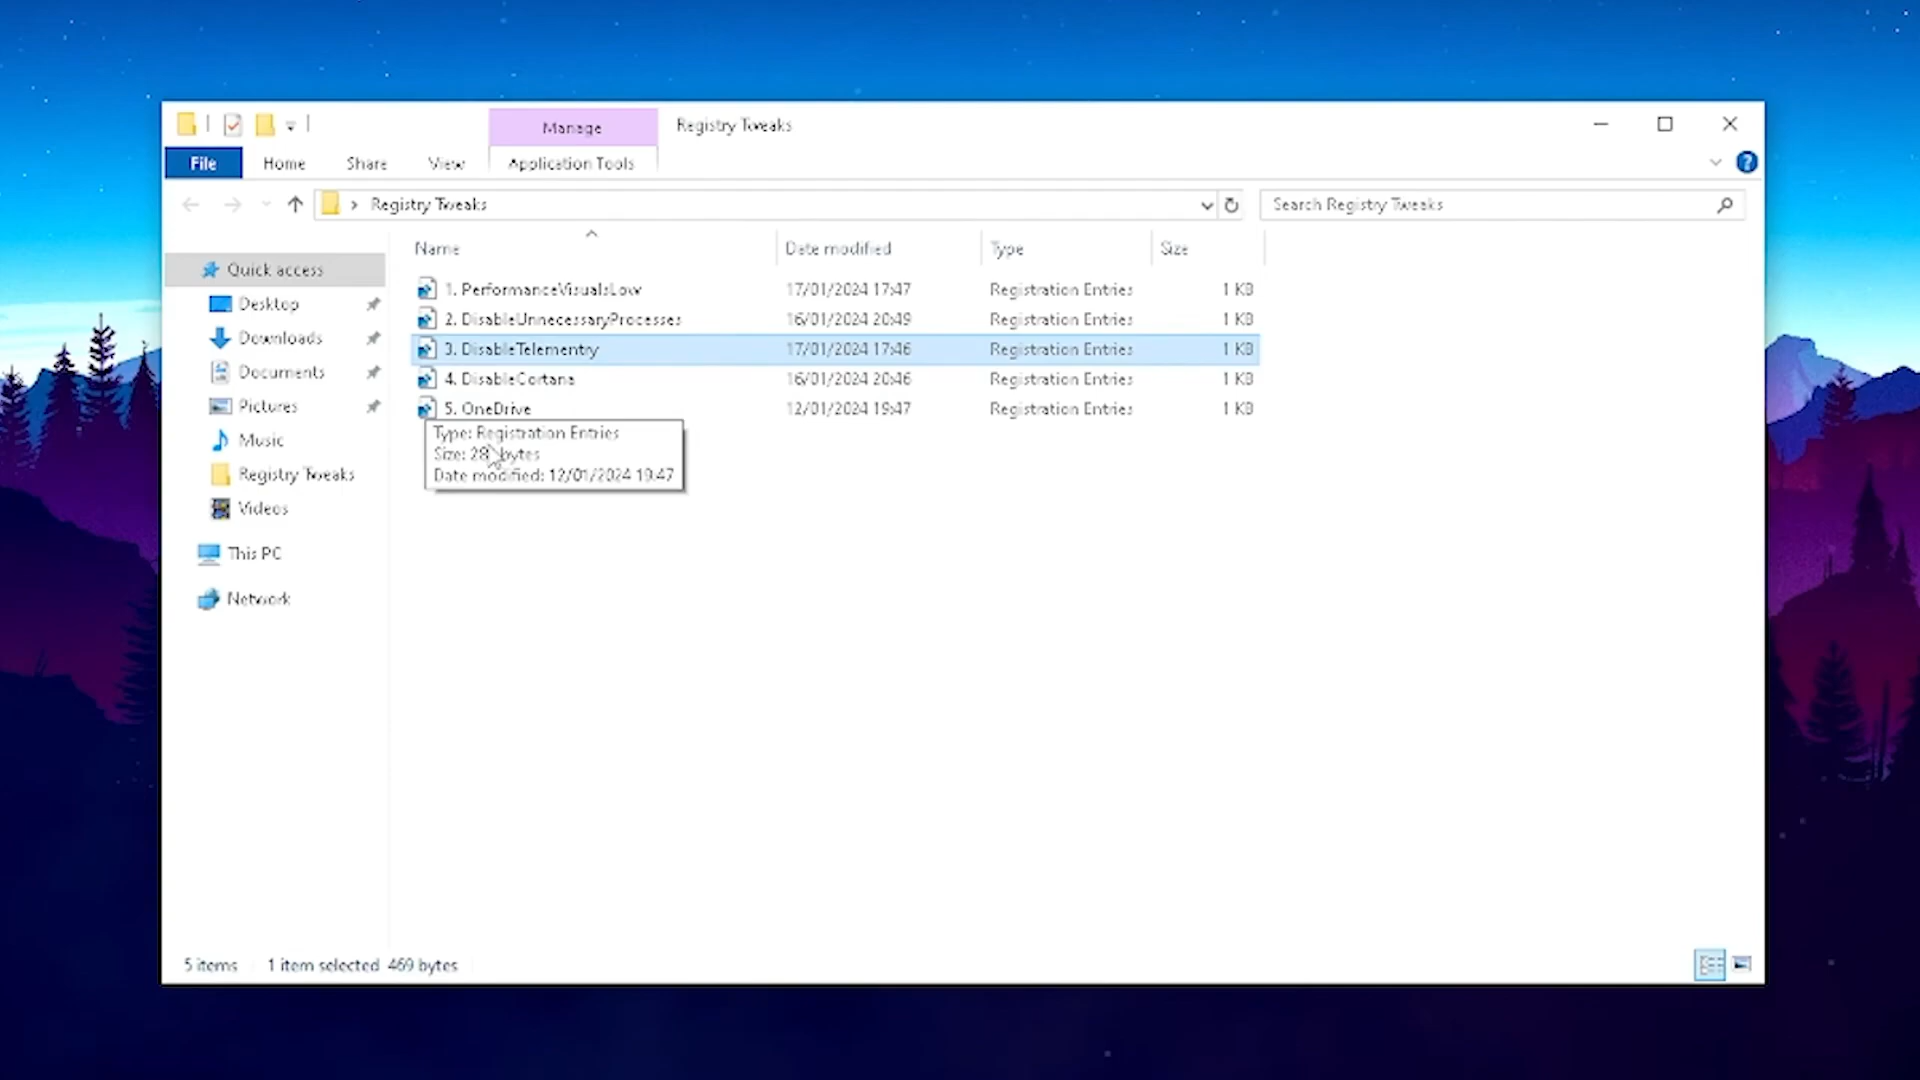 Manage
Registry Tweaks
File
Home
Share
View
Application Tools
Registry Tweaks
Search Registry Tweaks
Name
Date modified
Type
Size
Quick access
Desktop
Downloads
Documents
Pictures
Music
Registry Tweaks
Videos
This PC
Network
1. PerformanceVisualsLow 17/01/2024 17:47 Registration Entries 1 KB
2. DisableUnnecessaryProcesses 16/01/2024 20:49 Registration Entries 1 KB
3. DisableTelementry 17/01/2024 17:46 Registration Entries 1 KB
4. DisableCortana 16/01/2024 20:46 Registration Entries 1 KB
5. OneDrive 12/01/2024 19:47 Registration Entries 1 KB
Type: Registration Entries
Size: bytes
Date modified: 12/01/2024 19:47
5 items
1 item selected 469 bytes